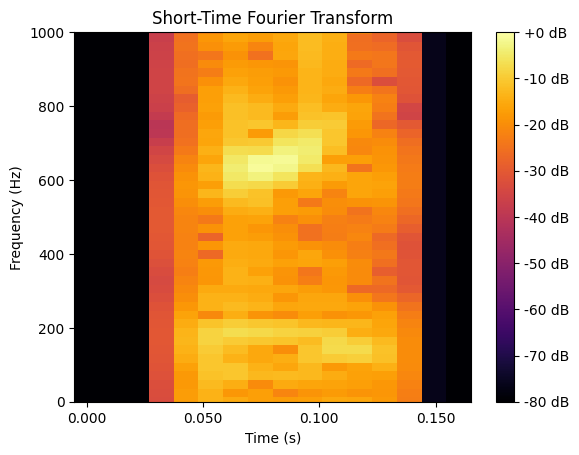 Short-Time Fourier Transform
Frequency (Hz)
1000
800
600
400
200
0
0.000
0.050
0.100
0.150
Time (s)
+0 dB
-10 dB
-20 dB
-30 dB
-40 dB
-50 dB
-60 dB
-70 dB
-80 dB